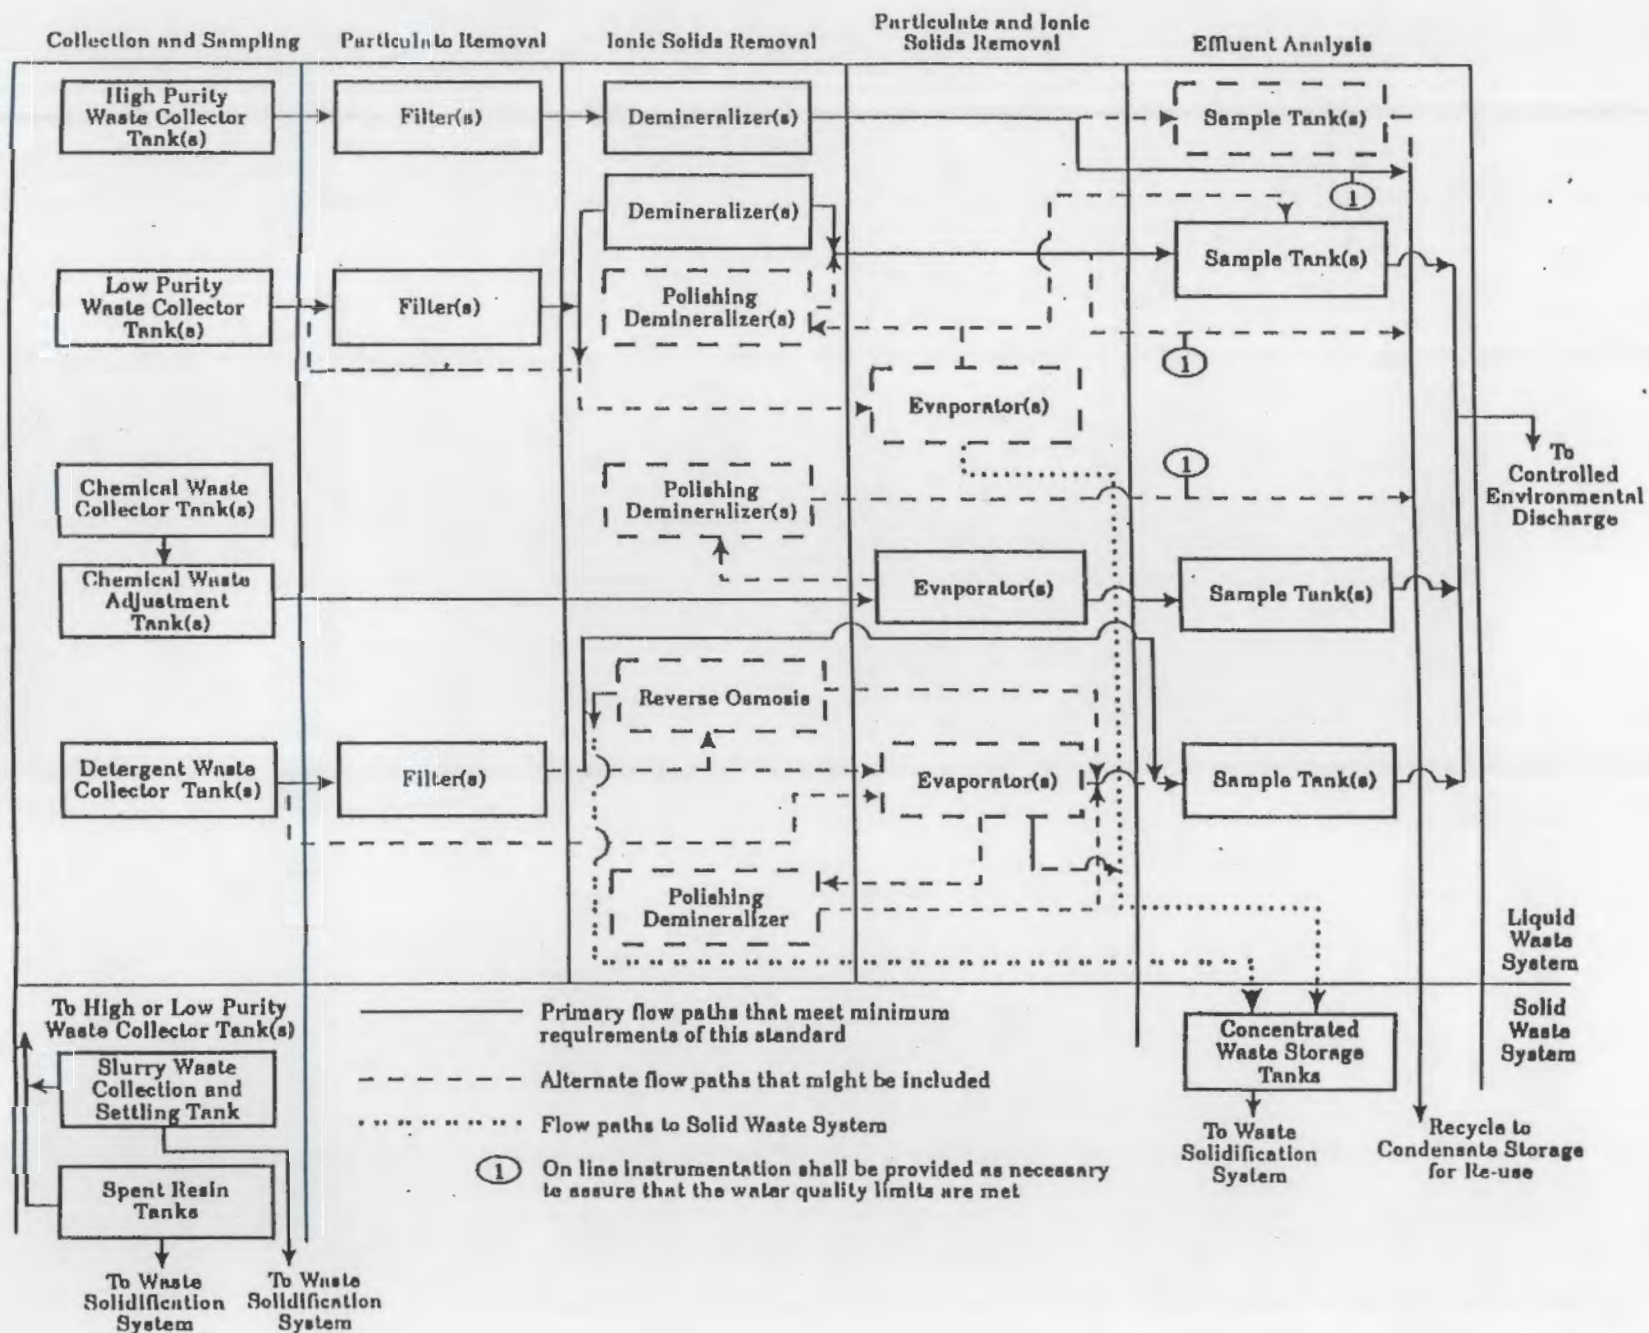 Collection and Sampling
Particulate Removal
Ionic Solids Removal
Particulate and Ionic
Solids Removal
Effluent Analysis
High Purity
Waste Collector
Tank(s)
Filter(s)
Demineralizer(s)
Sample Tank(s)
1
Demineralizer(s)
Low Purity
Waste Collector
Tank(s)
Filter(s)
Polishing
Demineralizer(s)
Sample Tank(s)
1
Evaporator(s)
Chemical Waste
Collector Tank(s)
Polishing
Demineralizer(s)
1
To
Controlled
Environmental
Discharge
Chemical Waste
Adjustment
Tank(s)
Evaporator(s)
Sample Tank(s)
Reverse Osmosis
Detergent Waste
Collector Tank(s)
Filter(s)
Evaporator(s)
Sample Tank(s)
Polishing
Demineralizer
Liquid
Waste
System
Solid
Waste
System
To High or Low Purity
Waste Collector Tank(s)
Slurry Waste
Collection and
Settling Tank
Spent Resin
Tanks
To Waste
Solidification
System
To Waste
Solidification
System
Primary flow paths that meet minimum
requirements of this standard
Alternate flow paths that might be included
Flow paths to Solid Waste System
1 On line instrumentation shall be provided as necessary
to assure that the water quality limits are met
Concentrated
Waste Storage
Tanks
To Waste
Solidification
System
Recycle to
Condensate Storage
for Re-use